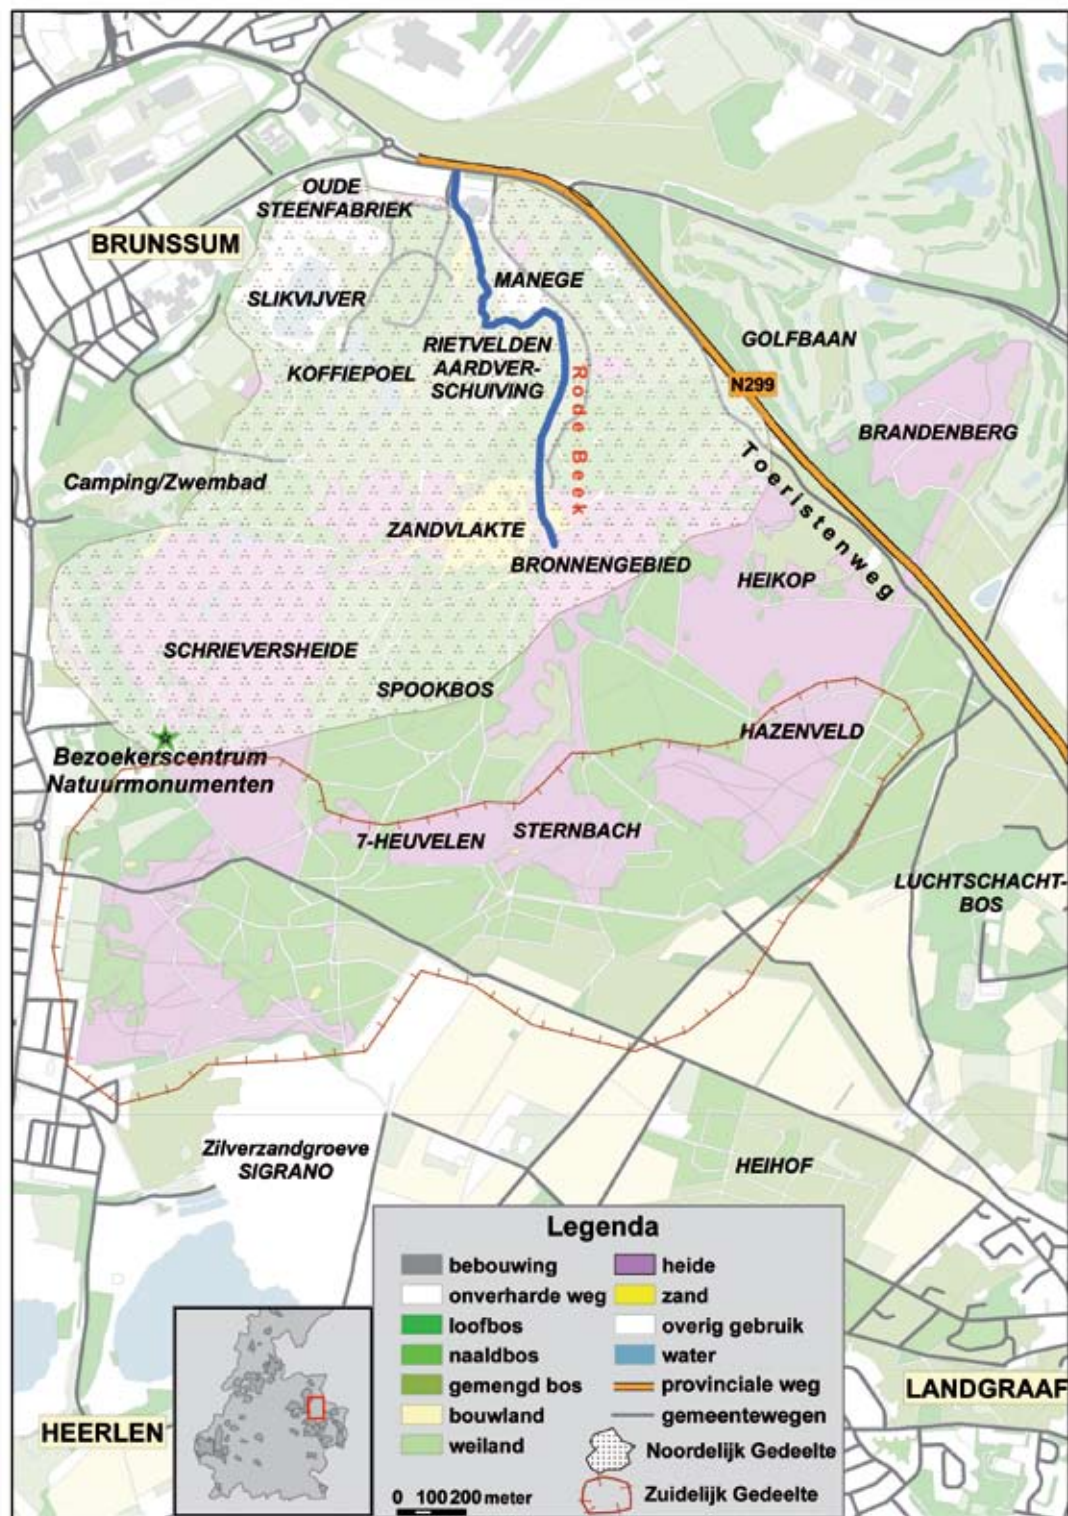 OUDE
STEENFABRIEK
BRUNSSUM
MANEGE
SLIKVIJVER
GOLFBAAN
RIETVELDEN
AARDVER-
SCHUIVING
KOFFIEPOEL
N299
Rode Beek
BRANDENBERG
Toeristenweg
Camping/Zwembad
ZANDVLAKTE
BRONNENGEBIED
HEIKOP
SCHRIEVERSHEIDE
SPOOKBOS
HAZENVELD
Bezoekerscentrum
Natuurmonumenten
7-HEUVELEN
STERNBACH
LUCHTSCHACHT-
BOS
Zilverzandgroeve
SIGRANO
HEIHOF
Legenda
bebouwing
onverharde weg
loofbos
naaldbos
gemengd bos
bouwland
weiland
0 100 200 meter
heide
zand
overig gebruik
water
provinciale weg
gemeentewegen
Noordelijk Gedeelte
Zuidelijk Gedeelte
LANDGRAAF
HEERLEN